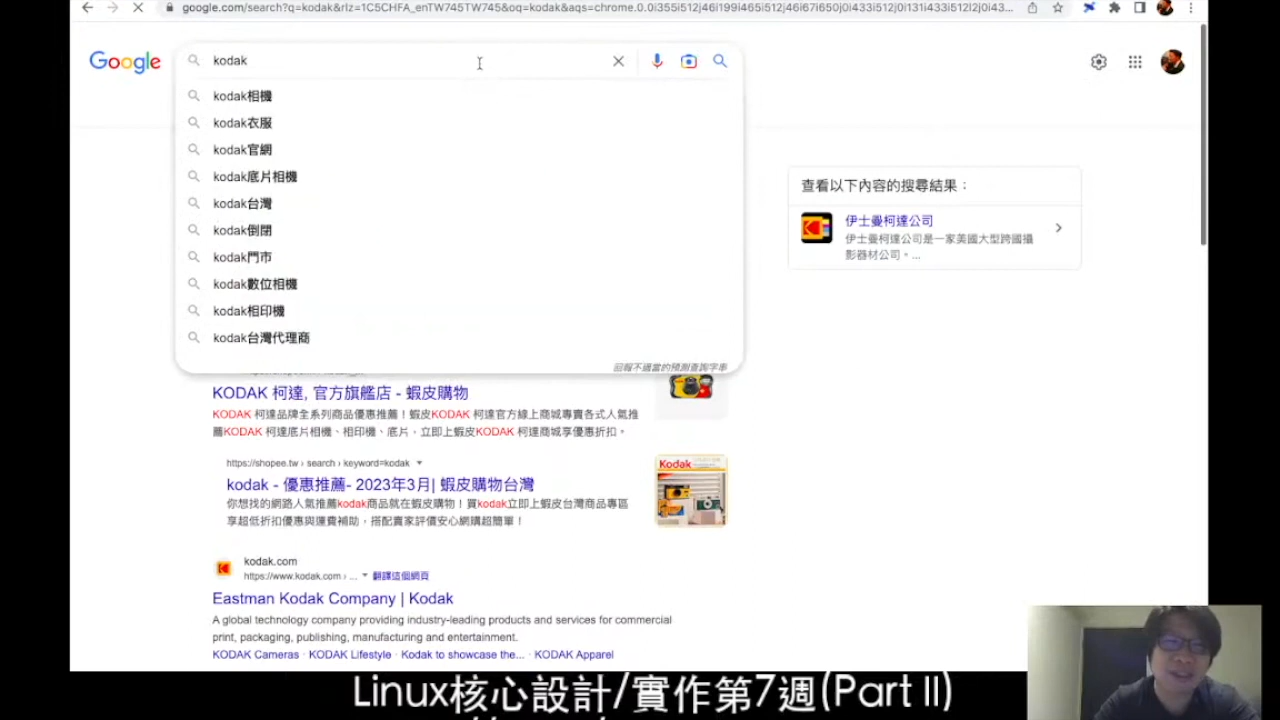 google.com/search?q=kodak&rlz=1C5CHFA_enTW745TW745&oq=kodak&aqs=chrome.0.0i355i512j46i199i465i512j46i67i650j0i433i512j0i131i433i512l2j0i43...
Google
kodak
kodak相機
kodak衣服
kodak官網
kodak底片相機
kodak台灣
kodak倒閉
kodak門市
kodak數位相機
kodak相印機
kodak台灣代理商
回報不適當的預測查詢字串
查看以下內容的搜尋結果：
伊士曼柯達公司
伊士曼柯達公司是一家美國大型跨國攝
影器材公司。...
KODAK 柯達, 官方旗艦店 - 蝦皮購物
KODAK 柯達品牌全系列商品優惠推薦！蝦皮KODAK 柯達官方線上商城專賣各式人氣推
薦KODAK 柯達底片相機、相印機、底片，立即上蝦皮KODAK 柯達商城享優惠折扣。
https://shopee.tw › search › keyword=kodak
kodak - 優惠推薦- 2023年3月| 蝦皮購物台灣
你想找的網路人氣推薦kodak商品就在蝦皮購物！買kodak立即上蝦皮台灣商品專區
享超低折扣優惠與運費補助，搭配賣家評價安心網購超簡單！
Kodak
kodak.com
https://www.kodak.com › ... 翻譯這個網頁
Eastman Kodak Company | Kodak
A global technology company providing industry-leading products and services for commercial
print, packaging, publishing, manufacturing and entertainment.
KODAK Cameras · KODAK Lifestyle · Kodak to showcase the... · KODAK Apparel
Linux核心設計/實作第7週(Part II)